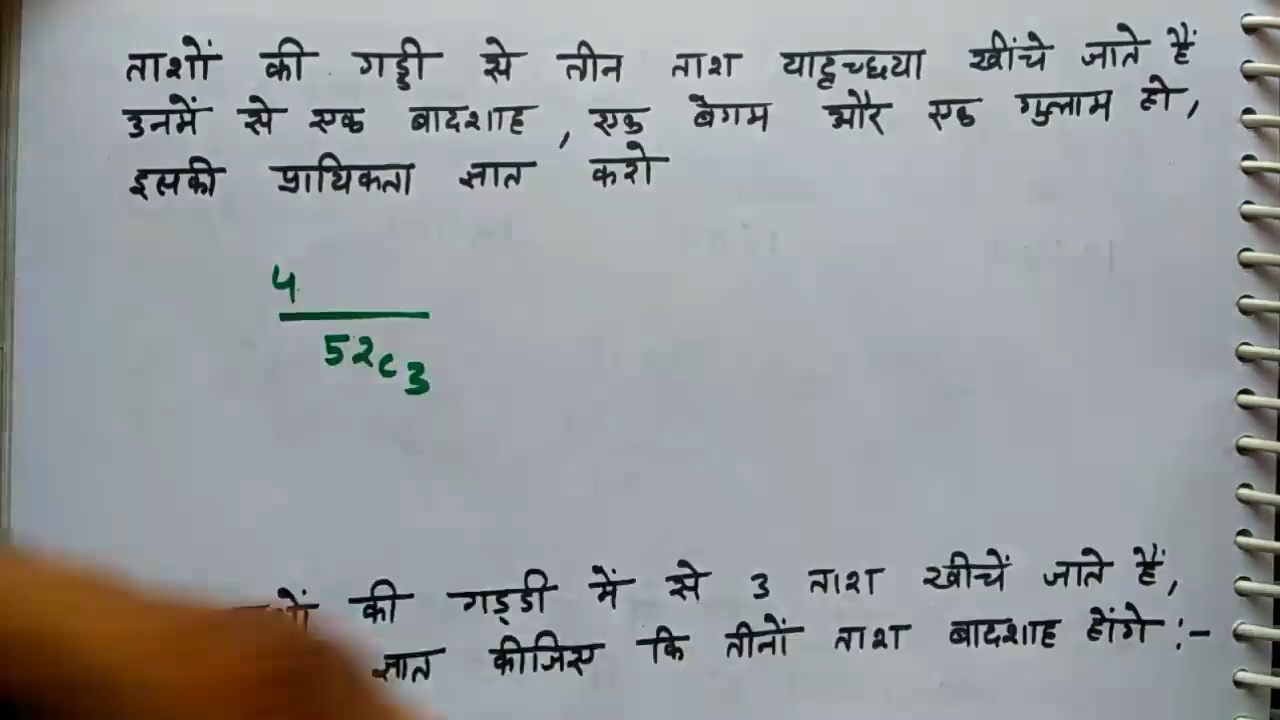 ताशों की गड्डी से तीन ताश यादृच्छया खींचे जाते हैं
उनमें से एक बादशाह, एक बेगम और एक गुलाम हो,
इसकी प्रायिकता ज्ञात करो
4
52c3
की गड्डी में से 3 ताश खीचें जाते हैं,
ज्ञात कीजिए कि तीनों ताश बादशाह होंगे :-